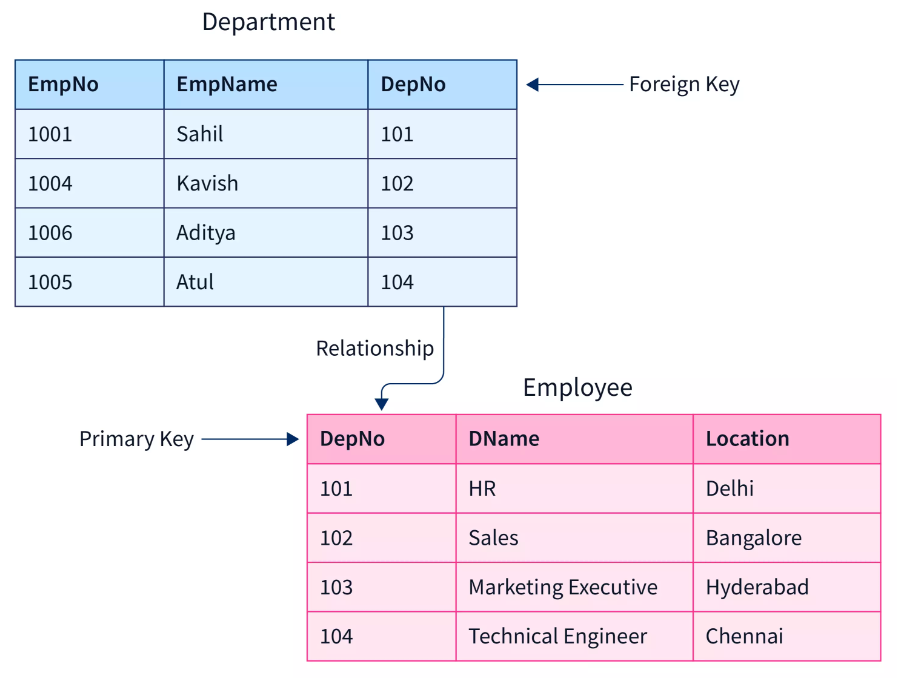 Department
EmpNo EmpName DepNo
Foreign Key
1001 Sahil 101
1004 Kavish 102
1006 Aditya 103
1005 Atul 104
Relationship
Employee
Primary Key
DepNo DName Location
101 HR Delhi
102 Sales Bangalore
103 Marketing Executive Hyderabad
104 Technical Engineer Chennai